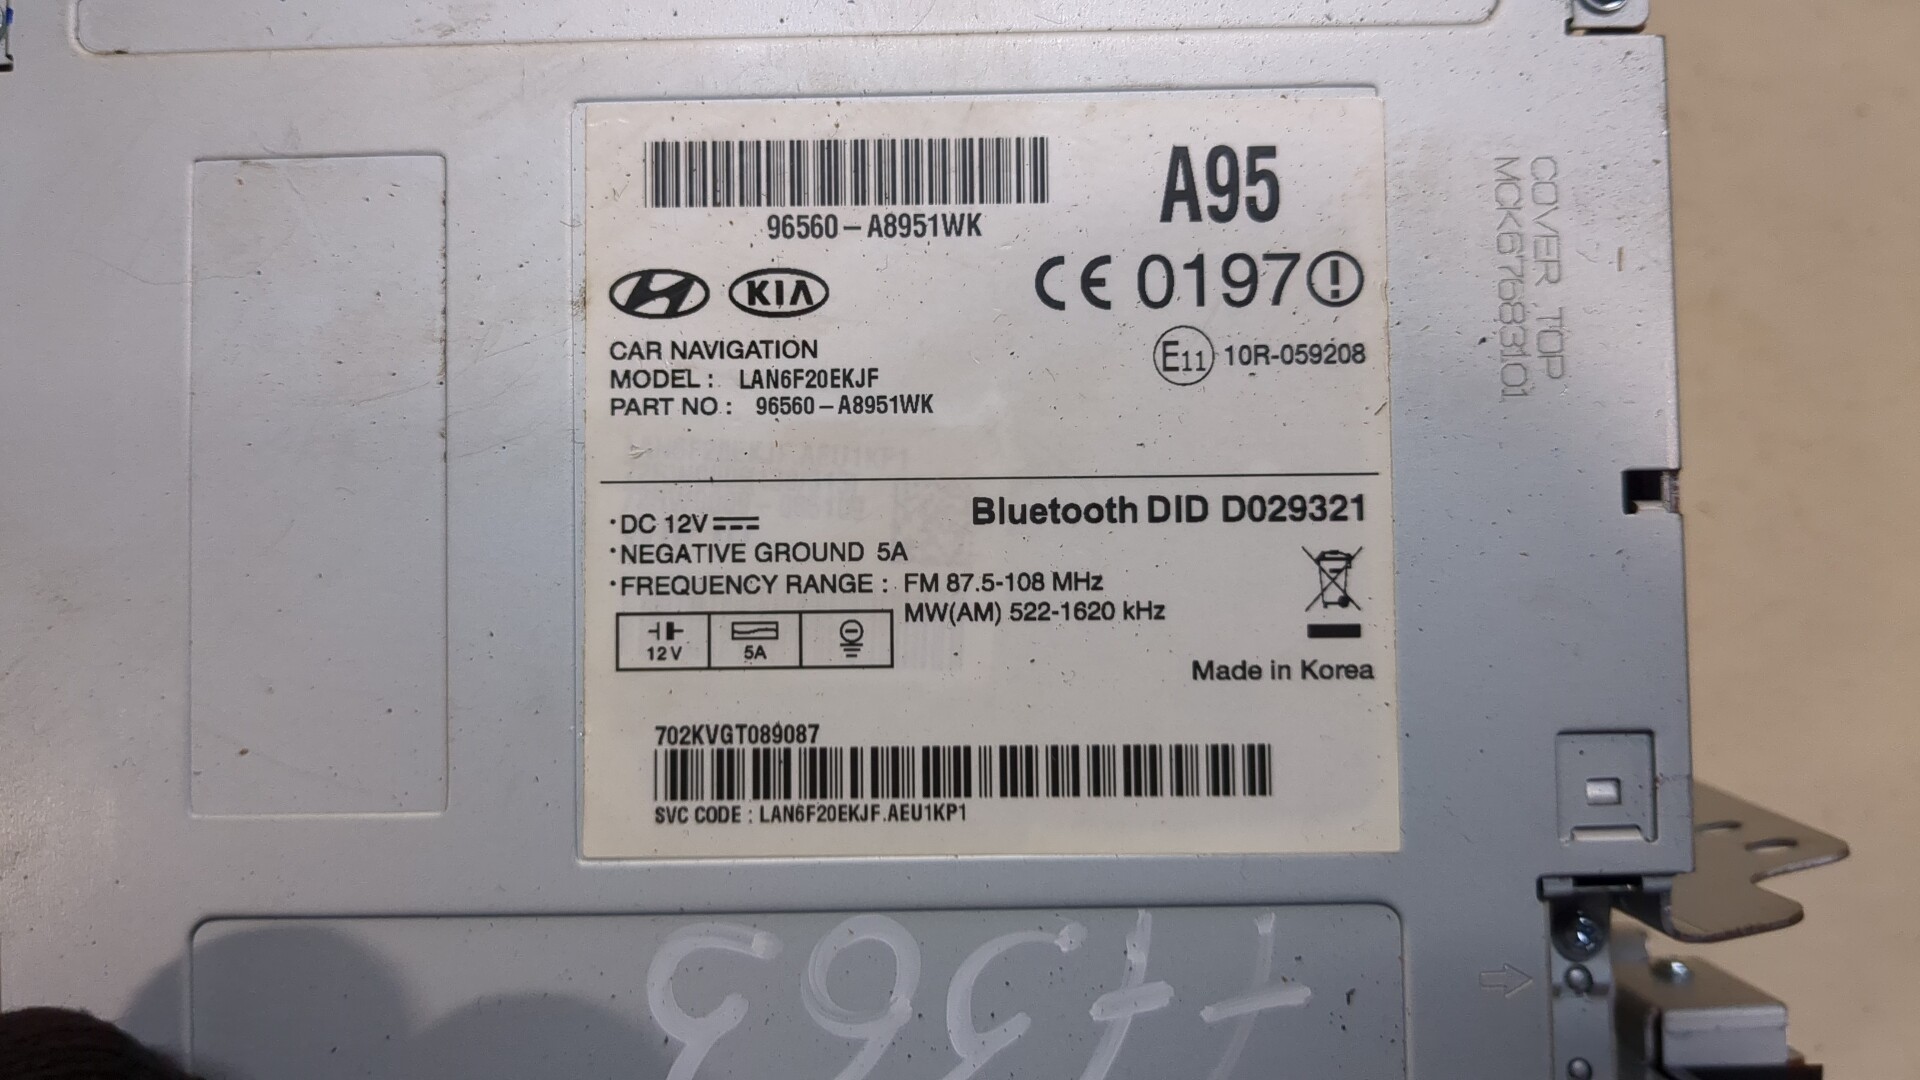 96560-A8951WK
A95
KIA
CE 0197
CAR NAVIGATION
MODEL : LAN6F20EKJF
PART NO : 96560-A8951WK
E11 10R-059208
Bluetooth DID D029321
·DC 12V
·NEGATIVE GROUND 5A
·FREQUENCY RANGE : FM 87.5-108 MHz
MW(AM) 522-1620 kHz
12V
5A
Made in Korea
702KVGT089087
SVC CODE : LAN6F20EKJF.AEU1KP1
COVER TOP
MCK67683101